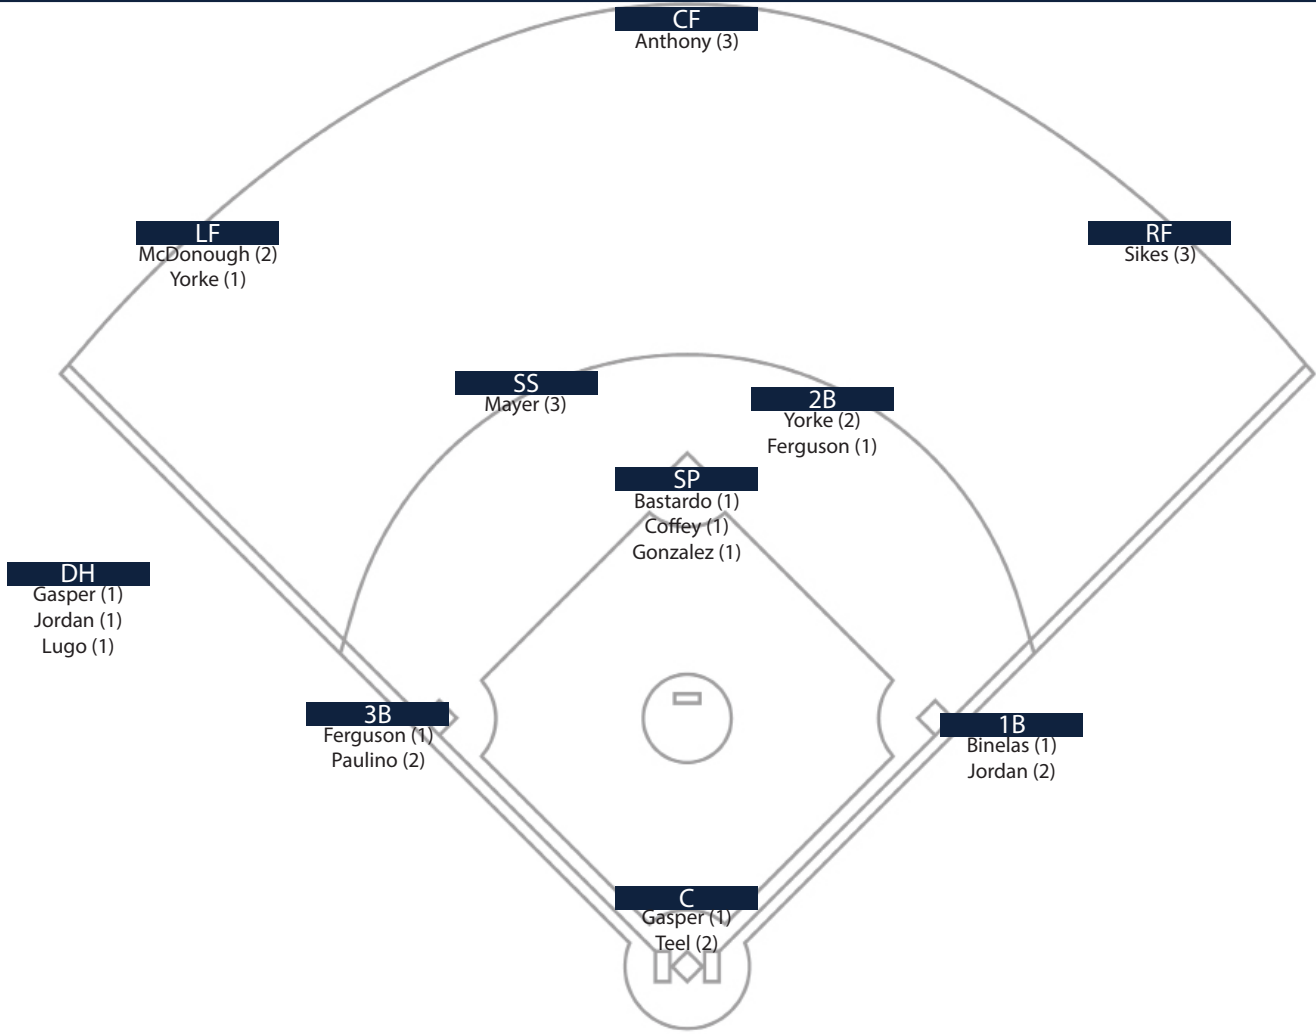 CF
Anthony (3)
LF
McDonough (2)
Yorke (1)
RF
Sikes (3)
SS
Mayer (3)
2B
Yorke (2)
Ferguson (1)
SP
Bastardo (1)
Coffey (1)
Gonzalez (1)
DH
Gasper (1)
Jordan (1)
Lugo (1)
3B
Ferguson (1)
Paulino (2)
1B
Binelas (1)
Jordan (2)
C
Gasper (1)
Teel (2)